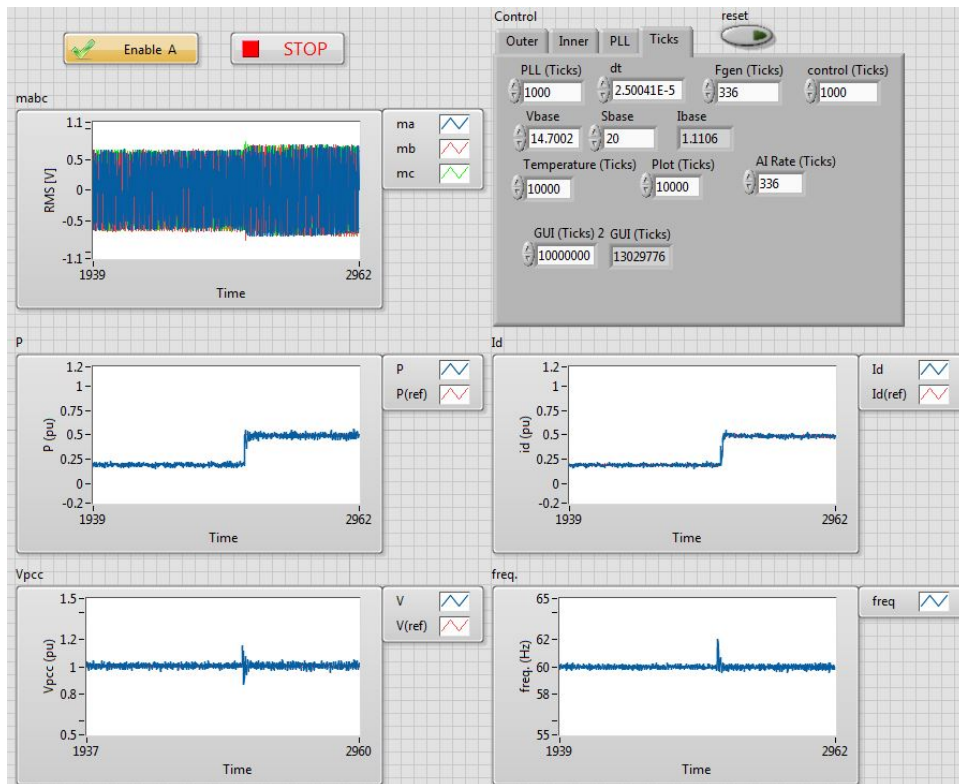 Enable A
STOP
Control
reset
Outer Inner PLL Ticks
PLL (Ticks) dt Fgen (Ticks) control (Ticks)
1000 2.50041E-5 336 1000
Vbase Sbase Ibase
14.7002 20 1.1106
Temperature (Ticks) Plot (Ticks) AI Rate (Ticks)
10000 10000 336
GUI (Ticks) 2 GUI (Ticks)
10000000 13029776
mabc
ma
mb
mc
RMS [V]
1.1
0.5
0
-0.5
-1.1
1939 2962
Time
P
P
P(ref)
P (pu)
1.2
1
0.75
0.5
0.25
0
-0.2
1939 2962
Time
Id
Id
Id(ref)
id (pu)
1.2
1
0.75
0.5
0.25
0
-0.2
1939 2962
Time
Vpcc
V
V(ref)
Vpcc (pu)
1.5
1.2
1
0.8
0.5
1937 2960
Time
freq.
freq
freq. (Hz)
65
62
60
58
55
1939 2962
Time